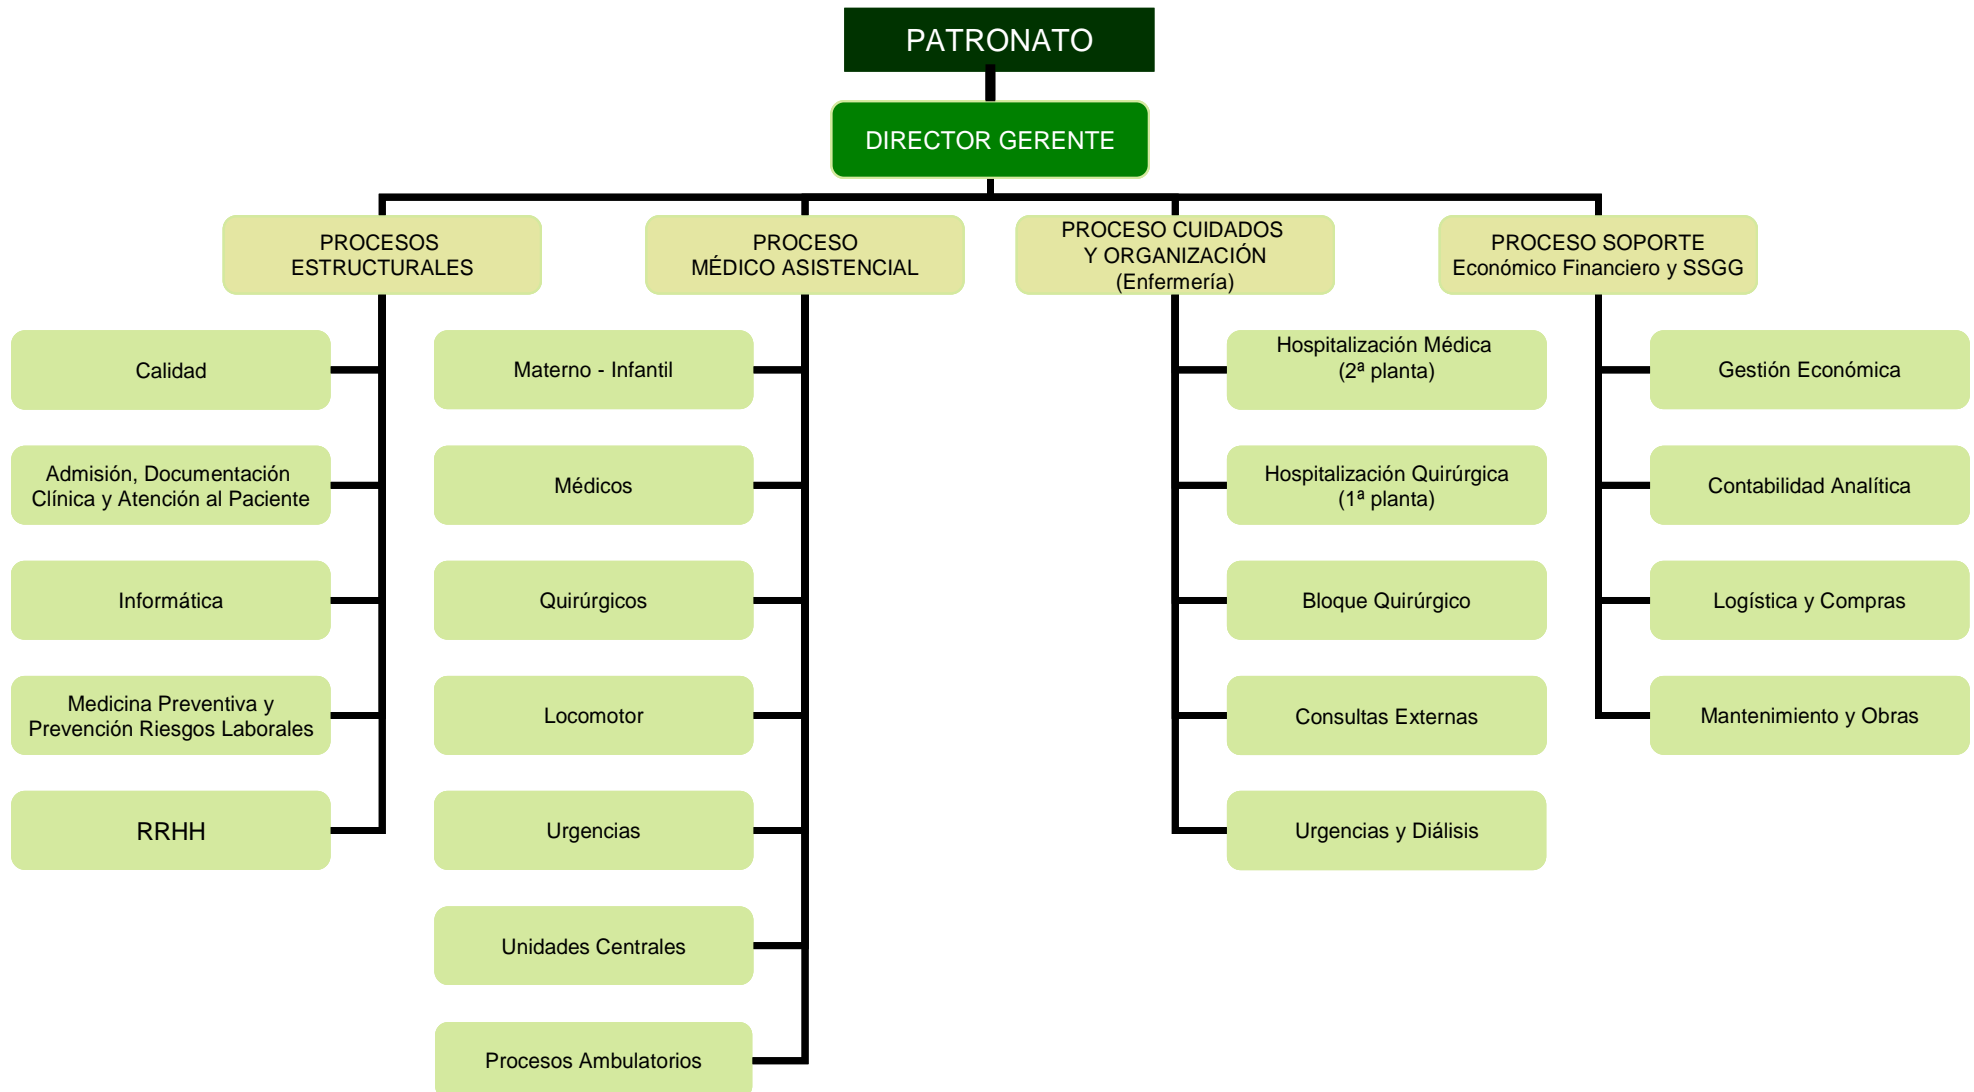 PATRONATO
DIRECTOR GERENTE
PROCESOS
ESTRUCTURALES
PROCESO
MÉDICO ASISTENCIAL
PROCESO CUIDADOS
Y ORGANIZACIÓN
(Enfermería)
PROCESO SOPORTE
Económico Financiero y SSGG
Calidad
Admisión, Documentación
Clínica y Atención al Paciente
Informática
Medicina Preventiva y
Prevención Riesgos Laborales
RRHH
Materno - Infantil
Médicos
Quirúrgicos
Locomotor
Urgencias
Unidades Centrales
Procesos Ambulatorios
Hospitalización Médica
(2ª planta)
Hospitalización Quirúrgica
(1ª planta)
Bloque Quirúrgico
Consultas Externas
Urgencias y Diálisis
Gestión Económica
Contabilidad Analítica
Logística y Compras
Mantenimiento y Obras